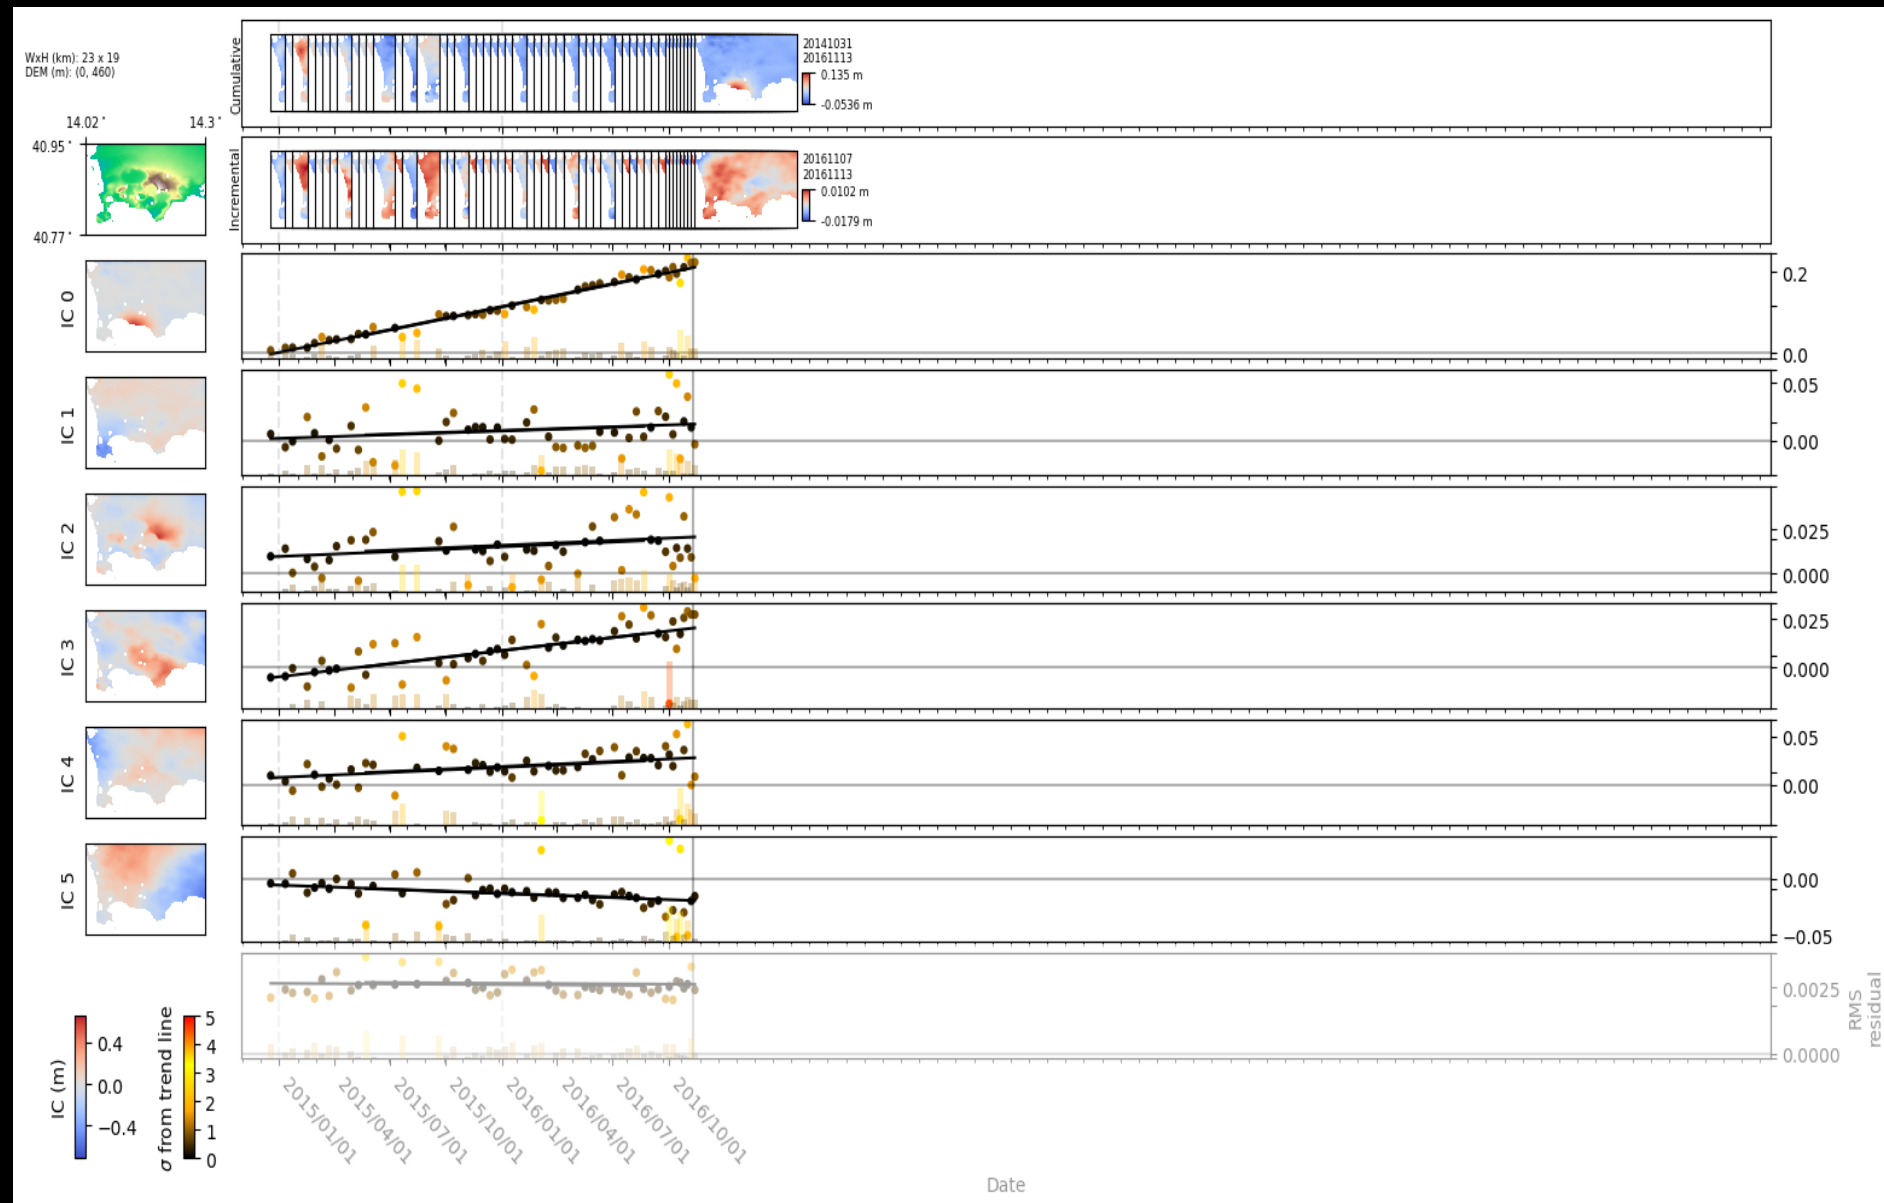 WxH (km): 23 x 19
DEM (m): (0, 460)
14.02°
14.3°
40.95°
40.77°
Cumulative
20141031
20161113
0.135 m
-0.0536 m
Incremental
20161107
20161113
0.0102 m
-0.0179 m
IC 0
0.2
0.0
IC 1
0.05
0.00
IC 2
0.025
0.000
IC 3
0.025
0.000
IC 4
0.05
0.00
IC 5
0.00
−0.05
0.0025
0.0000
RMS
residual
IC (m)
0.4
0.0
−0.4
σ from trend line
5
4
3
2
1
0
2015/01/01
2015/04/01
2015/07/01
2015/10/01
2016/01/01
2016/04/01
2016/07/01
2016/10/01
Date